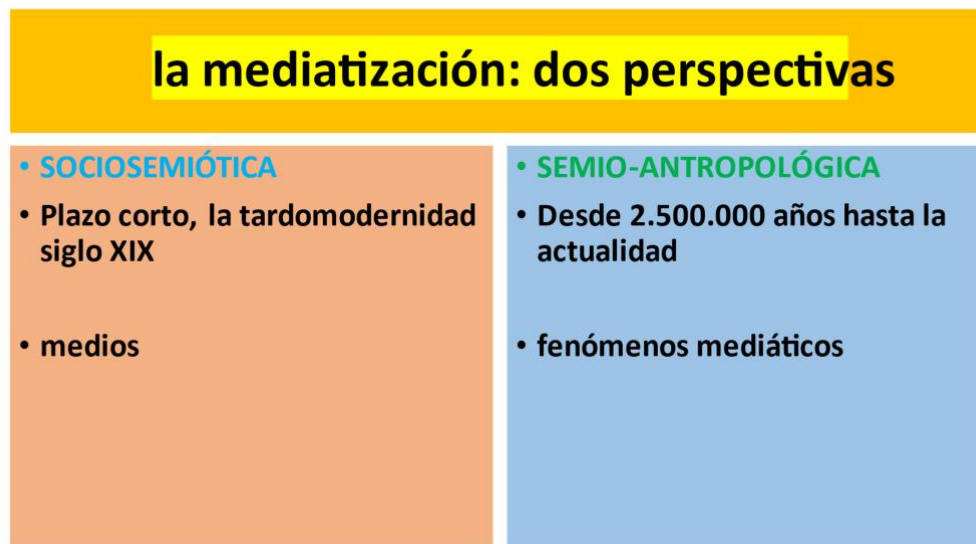 la mediatización: dos perspectivas
• SOCIOSEMIÓTICA
• Plazo corto, la tardomodernidad
siglo XIX
• medios
• SEMIO-ANTROPOLÓGICA
• Desde 2.500.000 años hasta la
actualidad
• fenómenos mediáticos